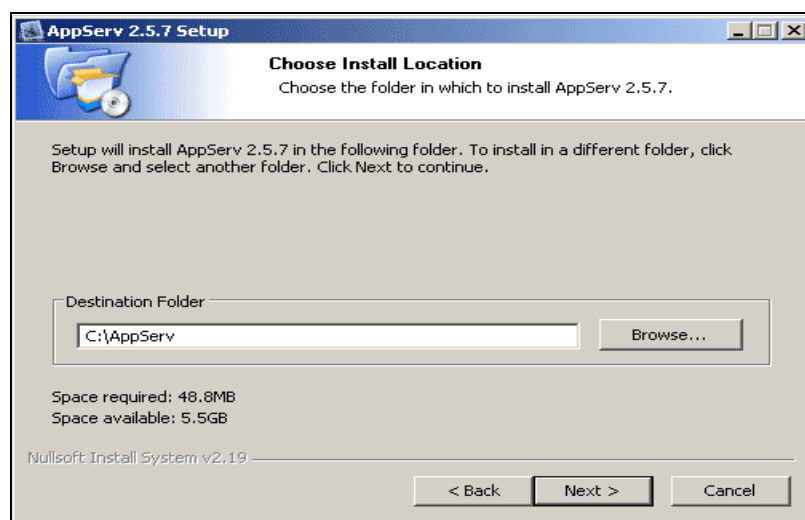 AppServ 2.5.7 Setup
Choose Install Location
Choose the folder in which to install AppServ 2.5.7.
Setup will install AppServ 2.5.7 in the following folder. To install in a different folder, click
Browse and select another folder. Click Next to continue.
Destination Folder
C:\AppServ
Browse...
Space required: 48.8MB
Space available: 5.5GB
Nullsoft Install System v2.19
< Back
Next >
Cancel